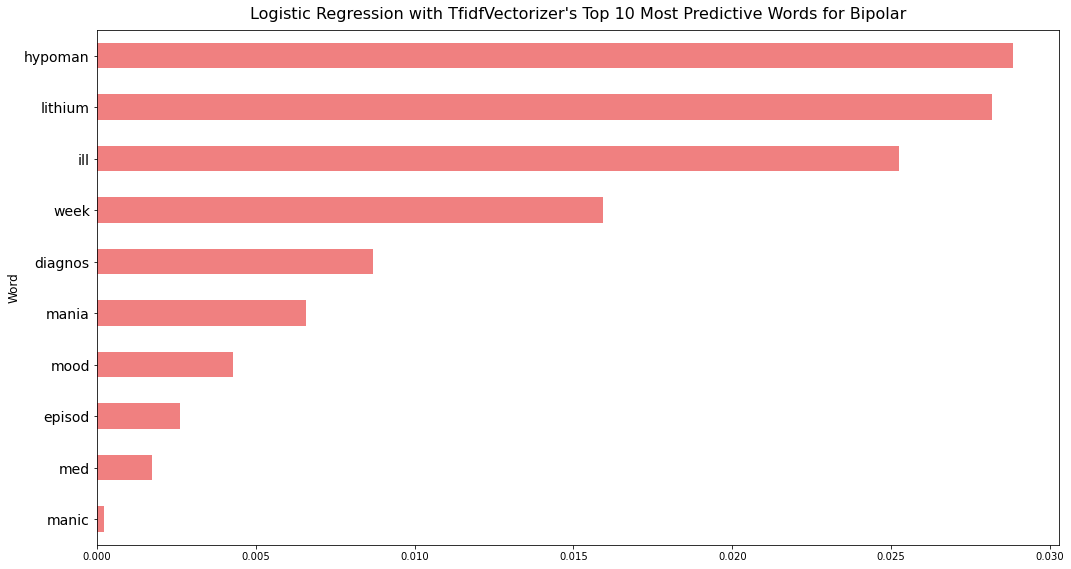 Logistic Regression with TfidfVectorizer's Top 10 Most Predictive Words for Bipolar
hypoman
lithium
ill
week
diagnos
mania
mood
episod
med
manic
Word
0.000 0.005 0.010 0.015 0.020 0.025 0.030